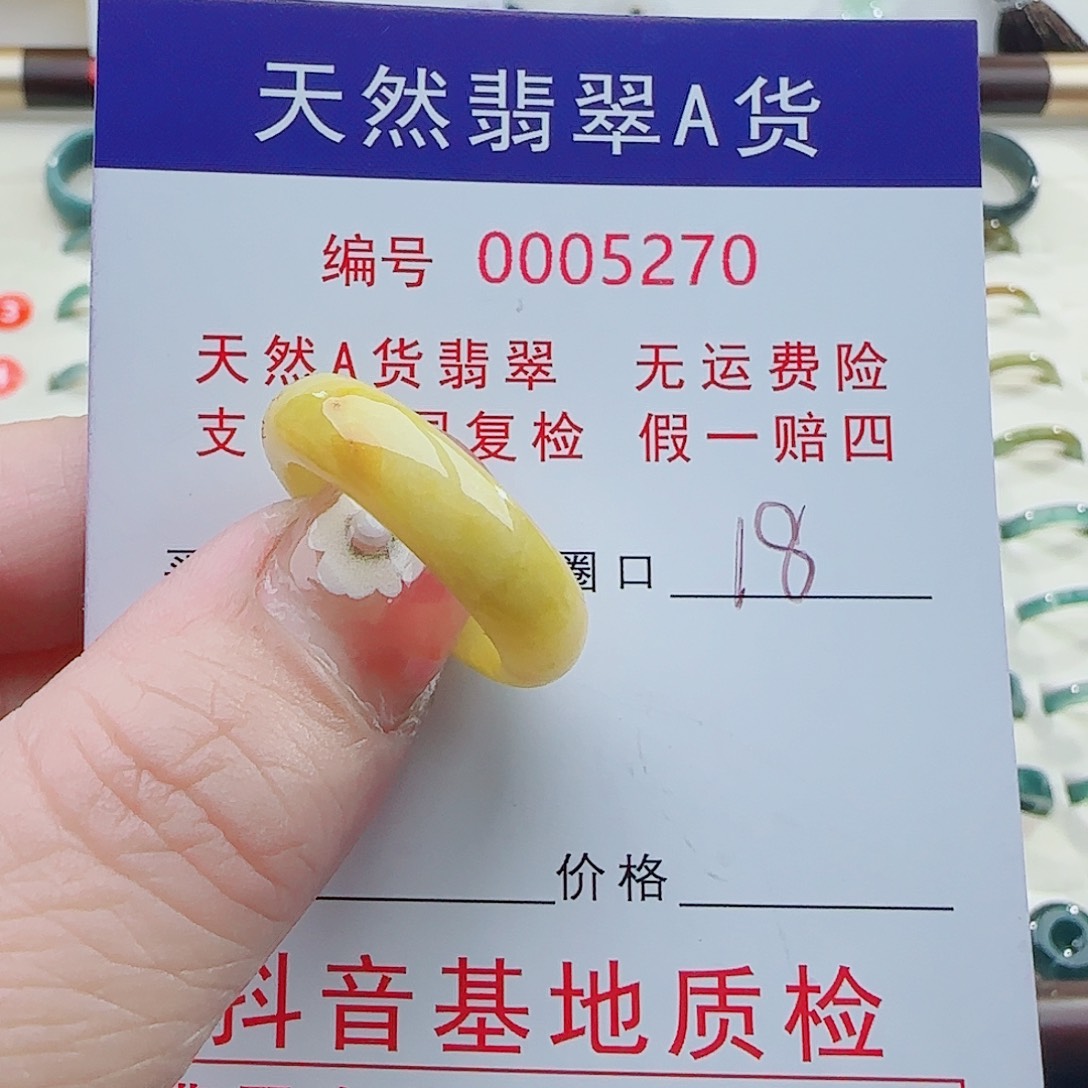 天然翡翠A货
编号 0005270
天然A货翡翠 无运费险
支 复检 假一赔四
圈口 18
价格
抖音基地质检